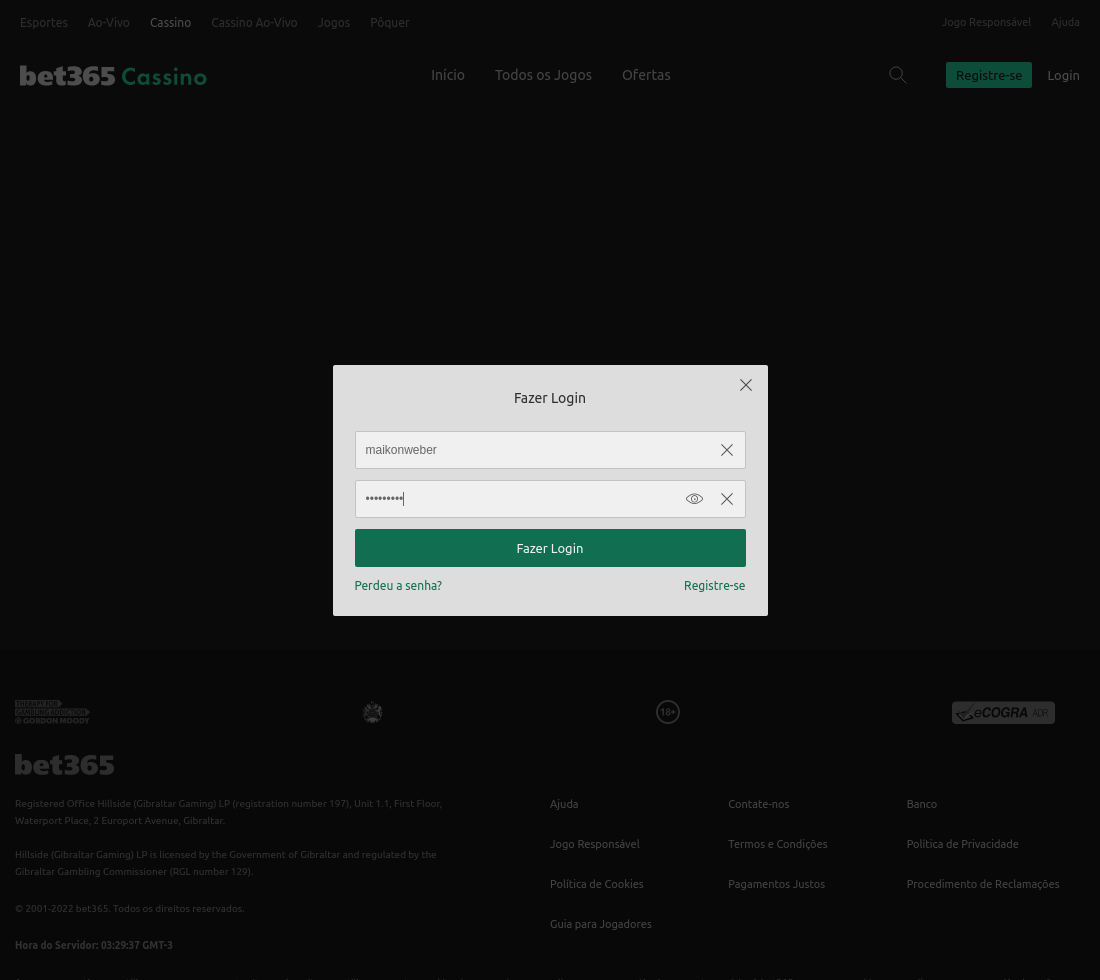 Esportes Ao-Vivo Cassino Cassino Ao-Vivo Jogos Pôquer Jogo Responsável Ajuda
bet365 Cassino Início Todos os Jogos Ofertas Registre-se Login
Fazer Login
maikonweber
•••••••••
Fazer Login
Perdeu a senha? Registre-se
THERAPY FOR
GAMBLING ADDICTION
GORDON MOODY
18+
eCOGRA ADR
bet365
Registered Office Hillside (Gibraltar Gaming) LP (registration number 197), Unit 1.1, First Floor,
Waterport Place, 2 Europort Avenue, Gibraltar.
Hillside (Gibraltar Gaming) LP is licensed by the Government of Gibraltar and regulated by the
Gibraltar Gambling Commissioner (RGL number 129).
© 2001-2022 bet365. Todos os direitos reservados.
Hora do Servidor: 03:29:37 GMT-3
Ajuda Contate-nos Banco
Jogo Responsável Termos e Condições Política de Privacidade
Política de Cookies Pagamentos Justos Procedimento de Reclamações
Guia para Jogadores